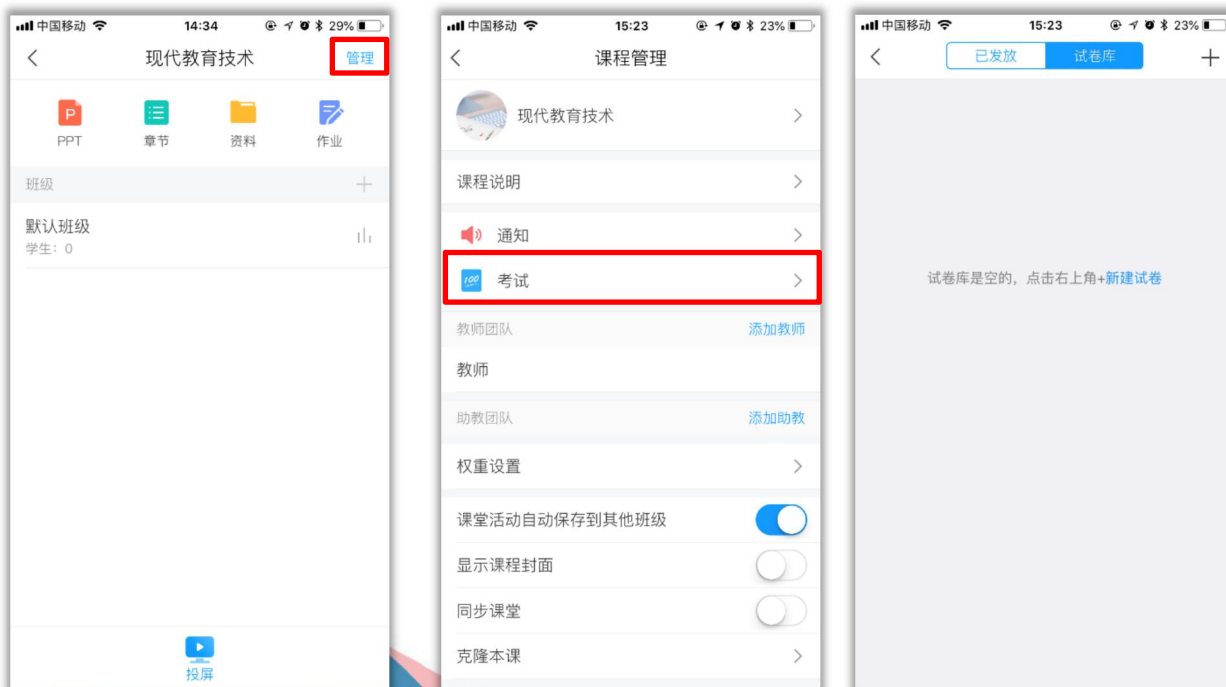 中国移动 14:34 29%
现代教育技术 管理
P
PPT 章节 资料 作业
班级
默认班级
学生：0
投屏
中国移动 15:23 23%
课程管理
现代教育技术
课程说明
通知
100 考试
教师团队 添加教师
教师
助教团队 添加助教
权重设置
课堂活动自动保存到其他班级
显示课程封面
同步课堂
克隆本课
中国移动 15:23 23%
已发放 试卷库 +
试卷库是空的，点击右上角+新建试卷